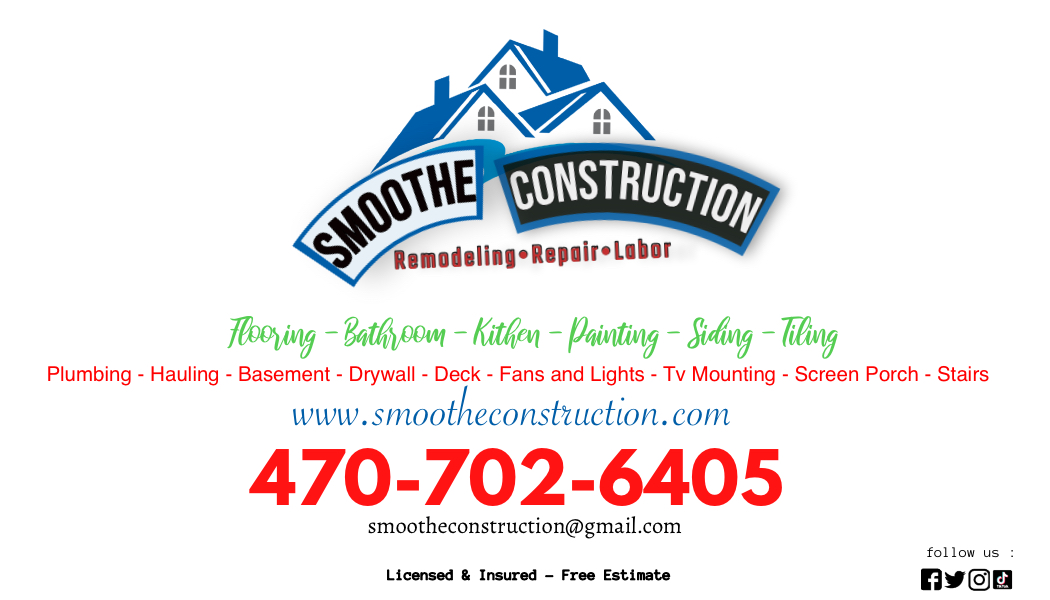 SMOOTHE CONSTRUCTION
Remodeling•Repair•Labor
Flooring - Bathroom - Kithen - Painting - Siding - Tiling
Plumbing - Hauling - Basement - Drywall - Deck - Fans and Lights - Tv Mounting - Screen Porch - Stairs
www.smootheconstruction.com
470-702-6405
smootheconstruction@gmail.com
follow us :
TikTok
Licensed & Insured - Free Estimate